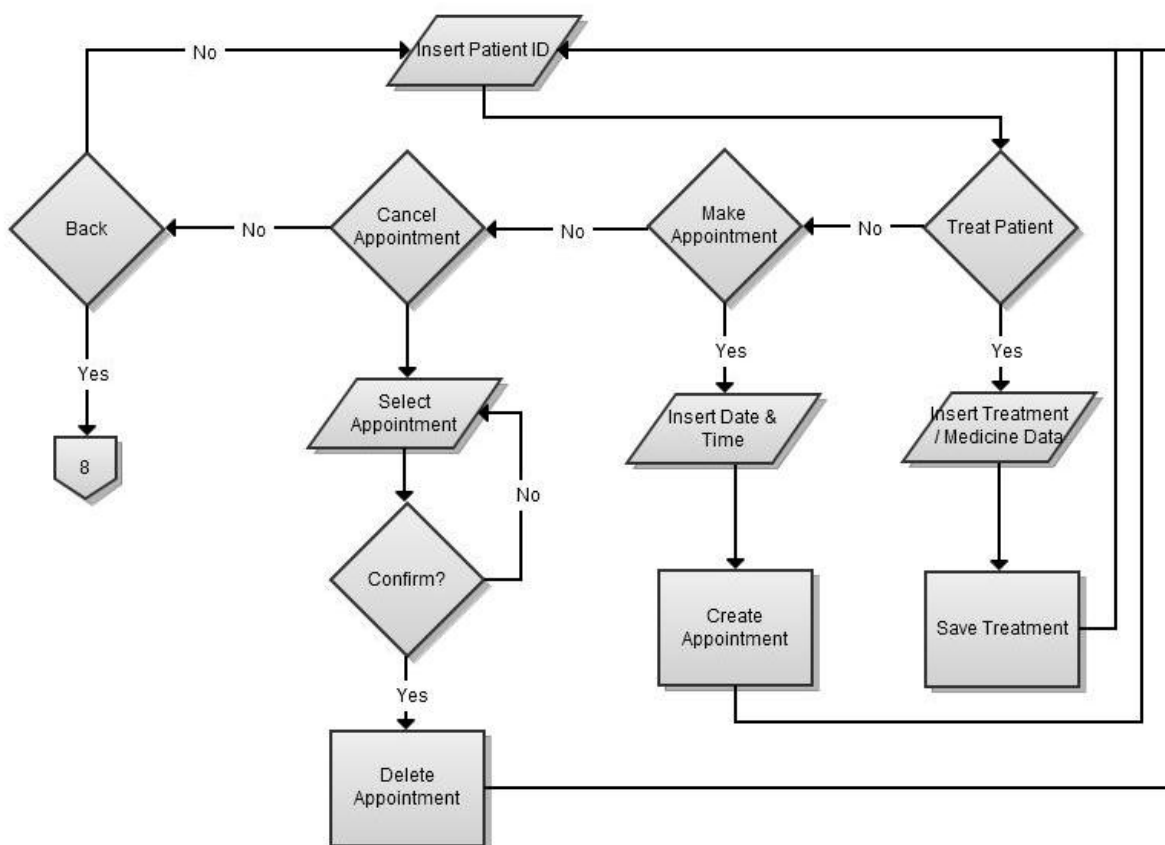 Insert Patient ID
No
Back
No
Cancel
Appointment
No
Make
Appointment
No
Treat Patient
Yes
Yes
Yes
Select
Appointment
Insert Date &
Time
Insert Treatment
/ Medicine Data
8
No
Confirm?
Create
Appointment
Save Treatment
Yes
Delete
Appointment